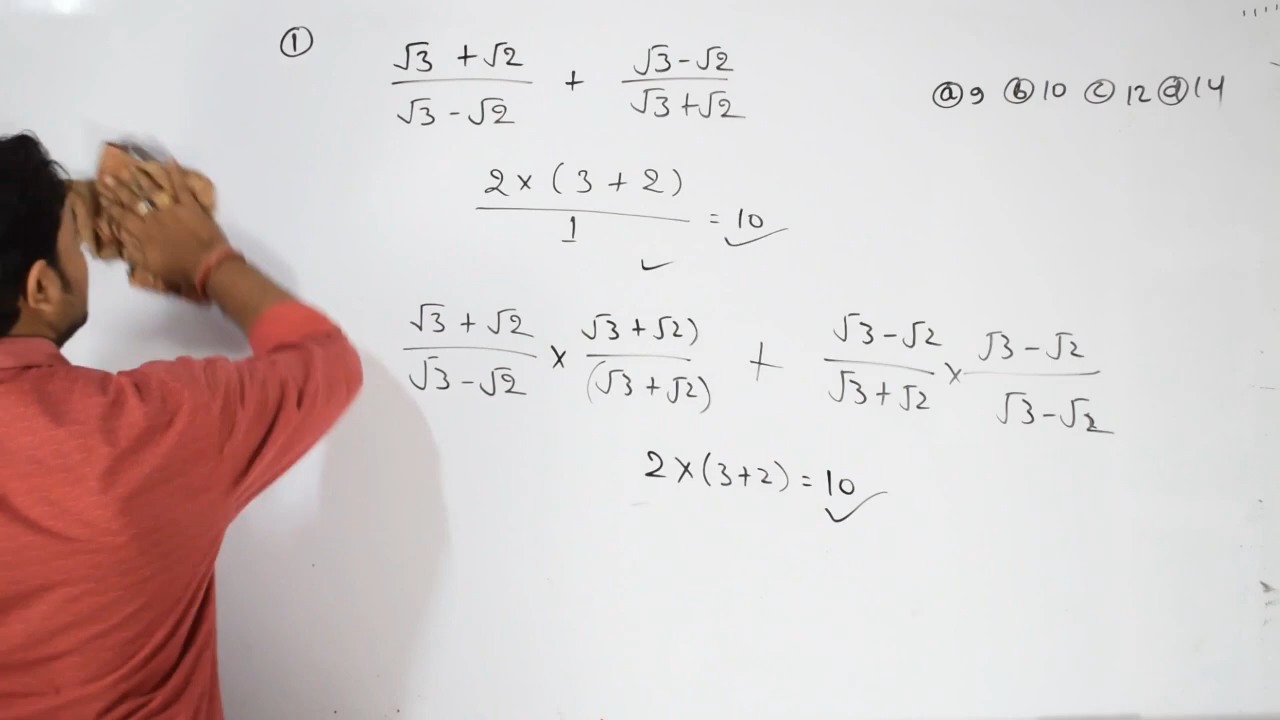 ① (√3 + √2)/(√3 - √2) + (√3 - √2)/(√3 + √2) ⓐ 9 ⓑ 10 ⓒ 12 ⓓ 14
2 × (3 + 2)/1 = 10 ✓
✓
(√3 + √2)/(√3 - √2) × √3 + √2)/(√3 + √2) + (√3 - √2)/(√3 + √2) × (√3 - √2)/(√3 - √2)
2 × (3 + 2) = 10 ✓